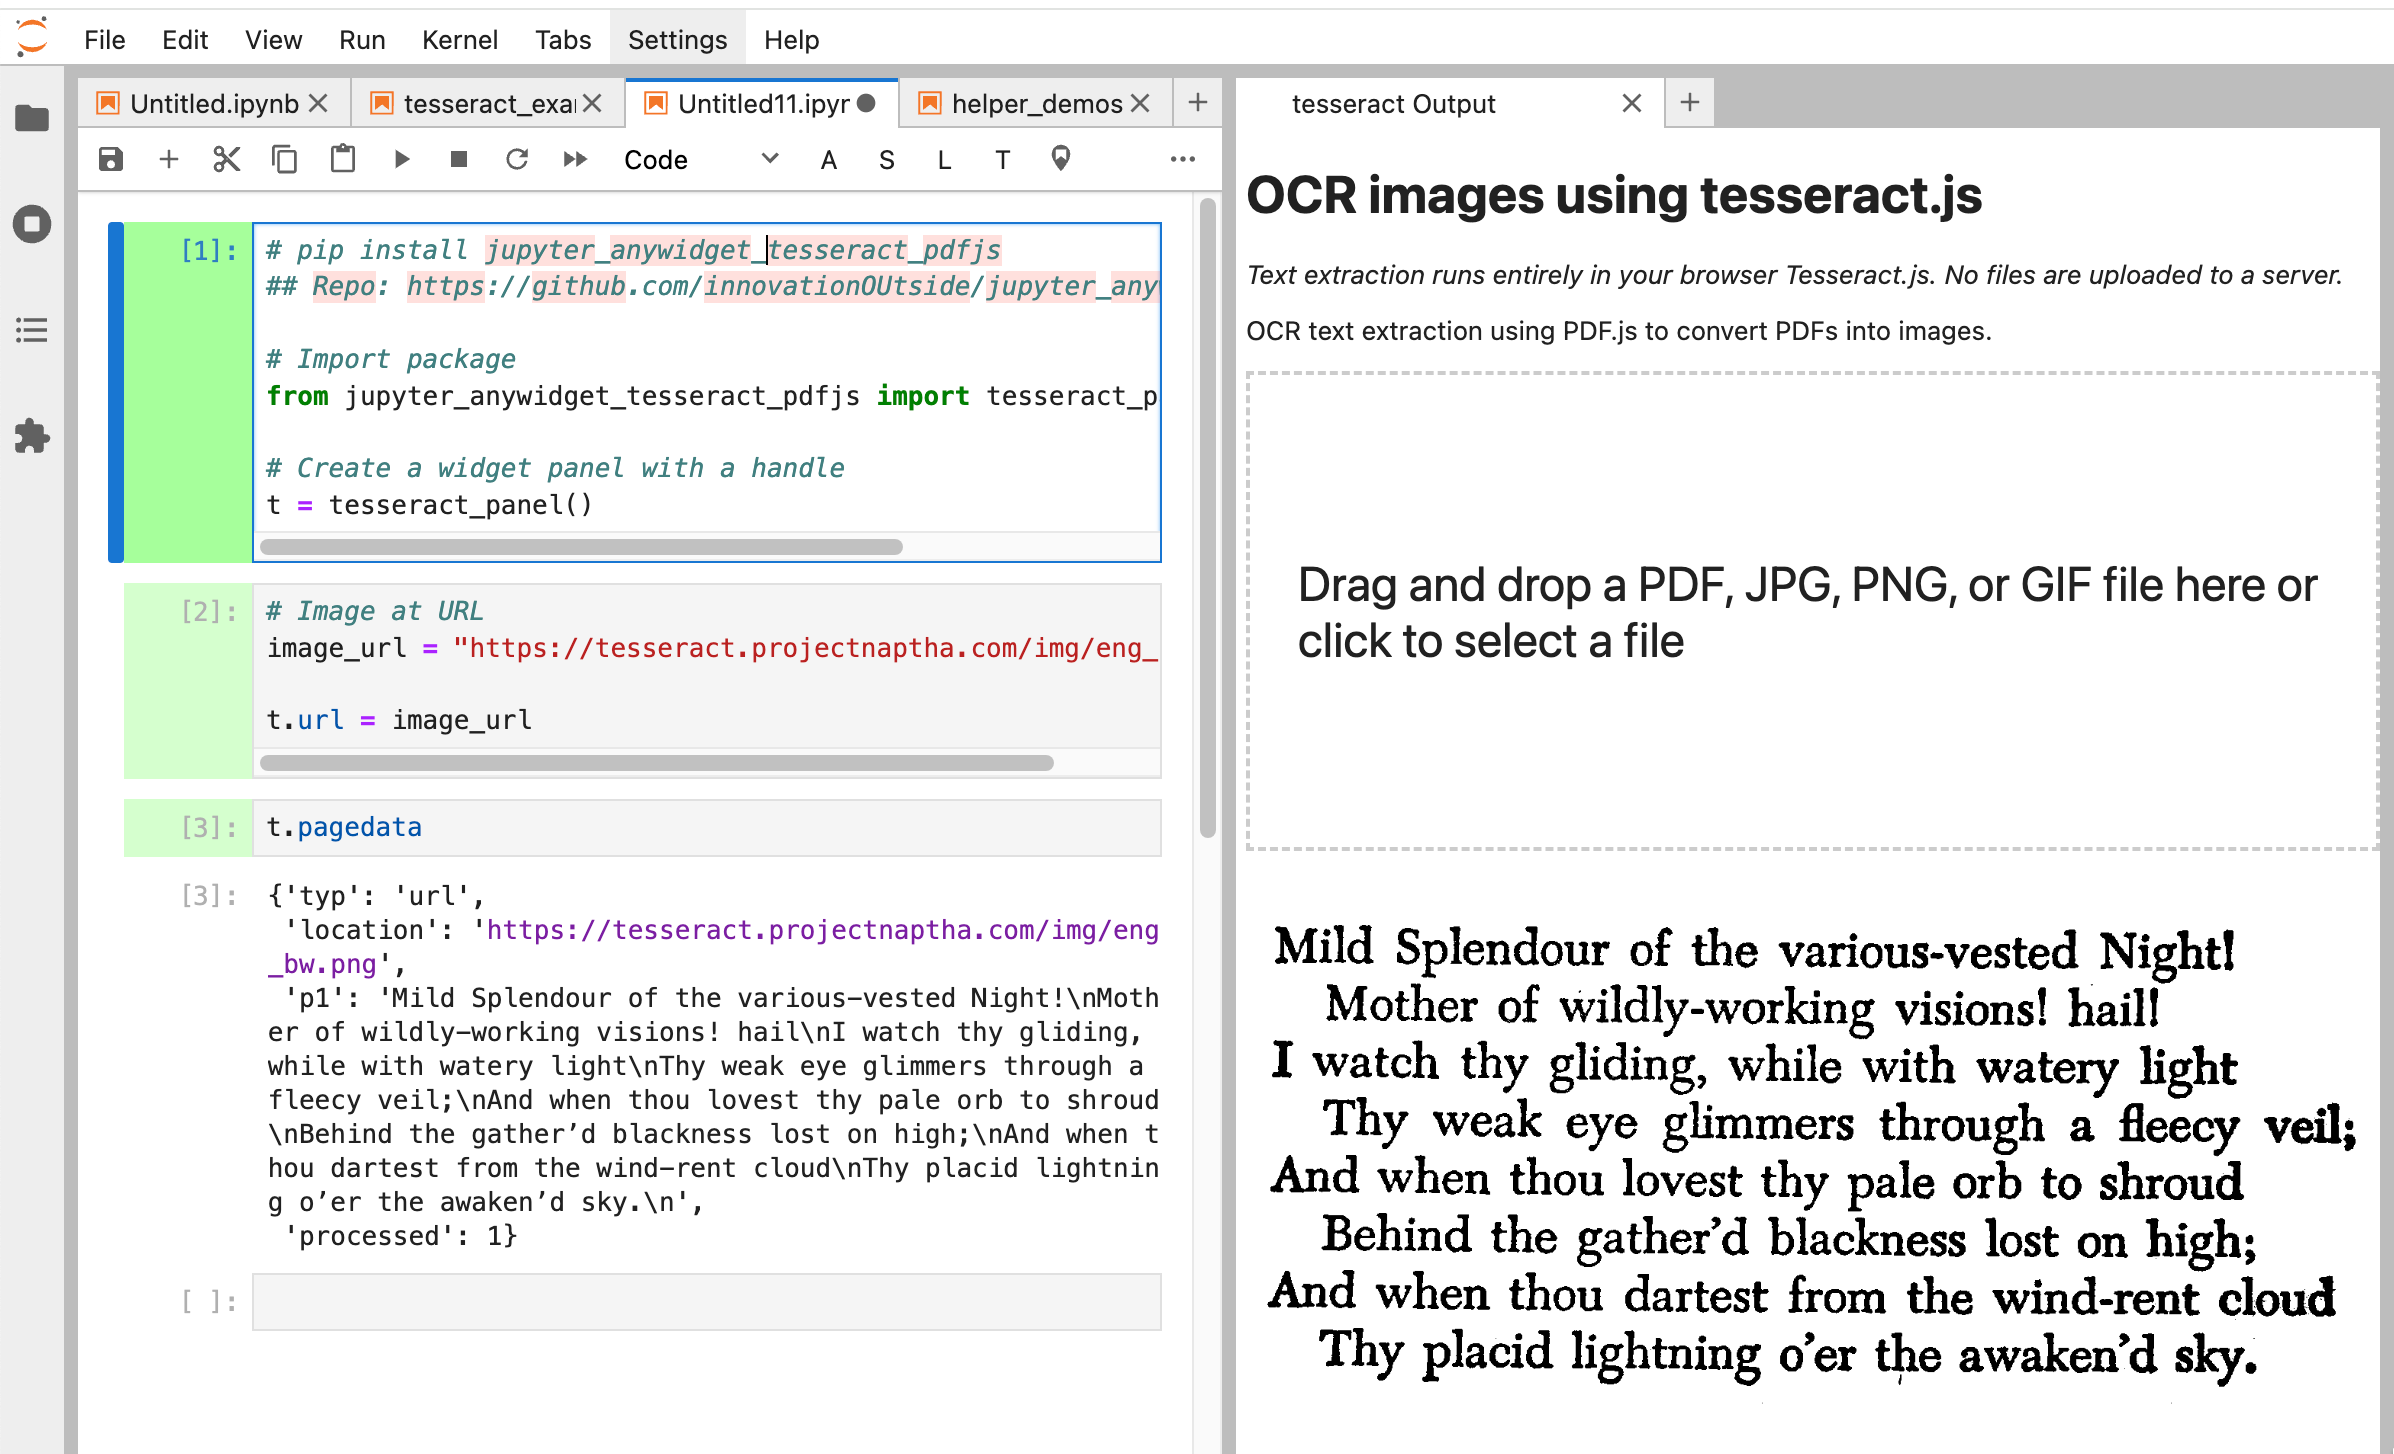 File Edit View Run Kernel Tabs Settings Help
Untitled.ipynb
tesseract_exa
Untitled11.ipyr
helper_demos
Code
A S L T
[1]:
# pip install jupyter_anywidget_tesseract_pdfjs
## Repo: https://github.com/innovationOUtside/jupyter_any
# Import package
from jupyter_anywidget_tesseract_pdfjs import tesseract_p
# Create a widget panel with a handle
t = tesseract_panel()
[2]:
# Image at URL
image_url = "https://tesseract.projectnaptha.com/img/eng_
t.url = image_url
[3]:
t.pagedata
[3]:
{'typ': 'url',
'location': 'https://tesseract.projectnaptha.com/img/eng
_bw.png',
'p1': 'Mild Splendour of the various–vested Night!\nMoth
er of wildly–working visions! hail\nI watch thy gliding,
while with watery light\nThy weak eye glimmers through a
fleecy veil;\nAnd when thou lovest thy pale orb to shroud
\nBehind the gather’d blackness lost on high;\nAnd when t
hou dartest from the wind–rent cloud\nThy placid lightnin
g o’er the awaken’d sky.\n',
'processed': 1}
[ ]:
tesseract Output
OCR images using tesseract.js
Text extraction runs entirely in your browser Tesseract.js. No files are uploaded to a server.
OCR text extraction using PDF.js to convert PDFs into images.
Drag and drop a PDF, JPG, PNG, or GIF file here or
click to select a file
Mild Splendour of the various-vested Night!
Mother of wildly-working visions! hail!
I watch thy gliding, while with watery light
Thy weak eye glimmers through a fleecy veil;
And when thou lovest thy pale orb to shroud
Behind the gather’d blackness lost on high;
And when thou dartest from the wind-rent cloud
Thy placid lightning o’er the awaken’d sky.